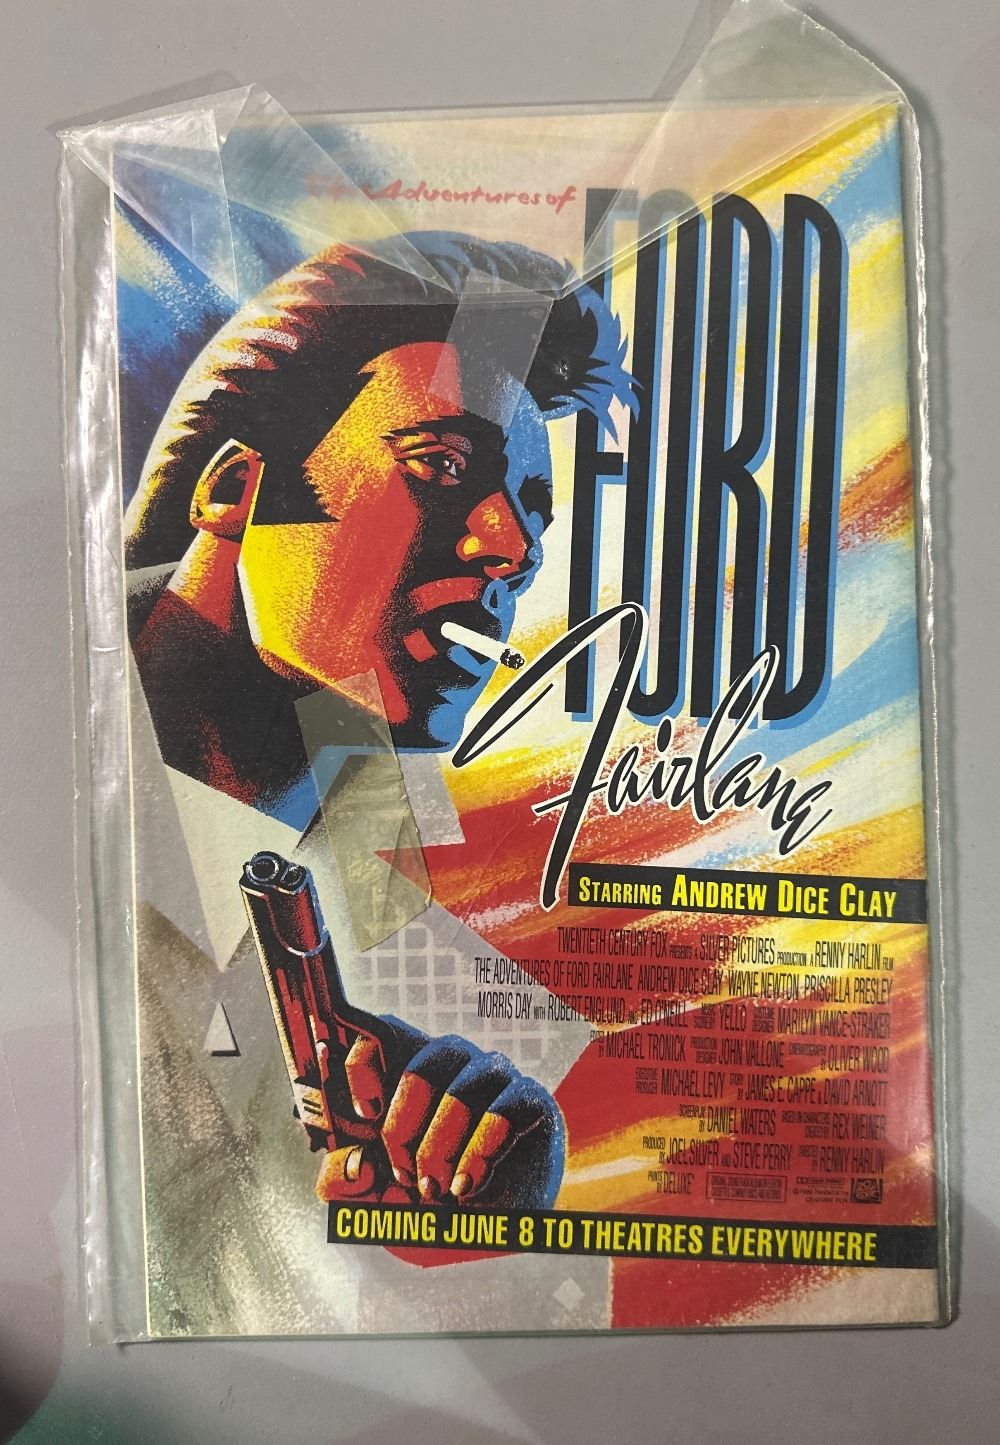 The Adventures of
FORD
Fairlane
STARRING ANDREW DICE CLAY
TWENTIETH CENTURY FOX PRESENTS A SILVER PICTURES PRODUCTION A RENNY HARLIN FILM
THE ADVENTURES OF FORD FAIRLANE ANDREW DICE CLAY WAYNE NEWTON PRISCILLA PRESLEY
MORRIS DAY WITH ROBERT ENGLUND AND ED O'NEILL MUSIC SCORE BY YELLO COSTUME DESIGNER MARILYN VANCE-STRAKER
EDITED BY MICHAEL TRONICK PRODUCTION DESIGNER JOHN VALLONE CINEMATOGRAPHY BY OLIVER WOOD
EXECUTIVE PRODUCER MICHAEL LEVY STORY BY JAMES E. CAPPE & DAVID ARNOTT
SCREENPLAY BY DANIEL WATERS BASED ON CHARACTERS CREATED BY REX WEINER
PRODUCED BY JOEL SILVER AND STEVE PERRY DIRECTED BY RENNY HARLIN
PRINTS BY DELUXE
COMING JUNE 8 TO THEATRES EVERYWHERE